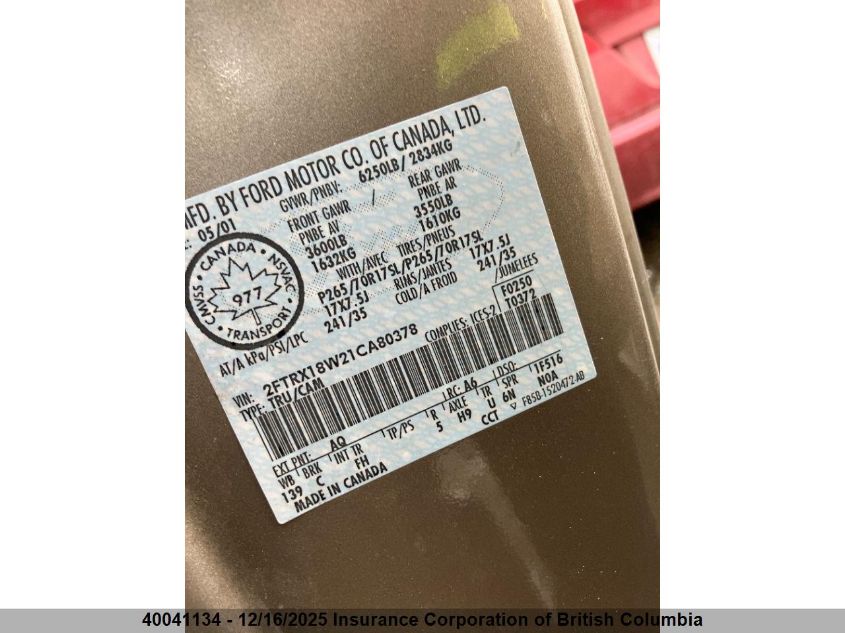 MFD. BY FORD MOTOR CO. OF CANADA, LTD.
05/01 GVWR/PNBV: 6250LB/ 2834KG
FRONT GAWR / REAR GAWR
PNBE AV PNBE AR
3600LB 3550LB
1632KG 1610KG
WITH/AVEC TIRES/PNEUS
P265/70R17SL/P265/70R17SL
17X7.5J RINS/JANTES 17X7.5J
241/35 COLD/A FROID 241/35
AT/A kPa/PSI/LPC JUMELEES
CANADA · NSVAC
977
CMVSS · TRANSPORT
COMPLIES: ICES-2 F0250
T0372
VIN: 2FTRX18W21CA80378
TYPE: TRU/CAM
EXT PNT: AQ RC: A6 DSO: 1F516
WB BRK INT TR TP/PS R AXLE TR SPR N0A
139 C FH 5 H9 U 6N
CCT F858-1520472-AB
MADE IN CANADA
40041134 - 12/16/2025 Insurance Corporation of British Columbia